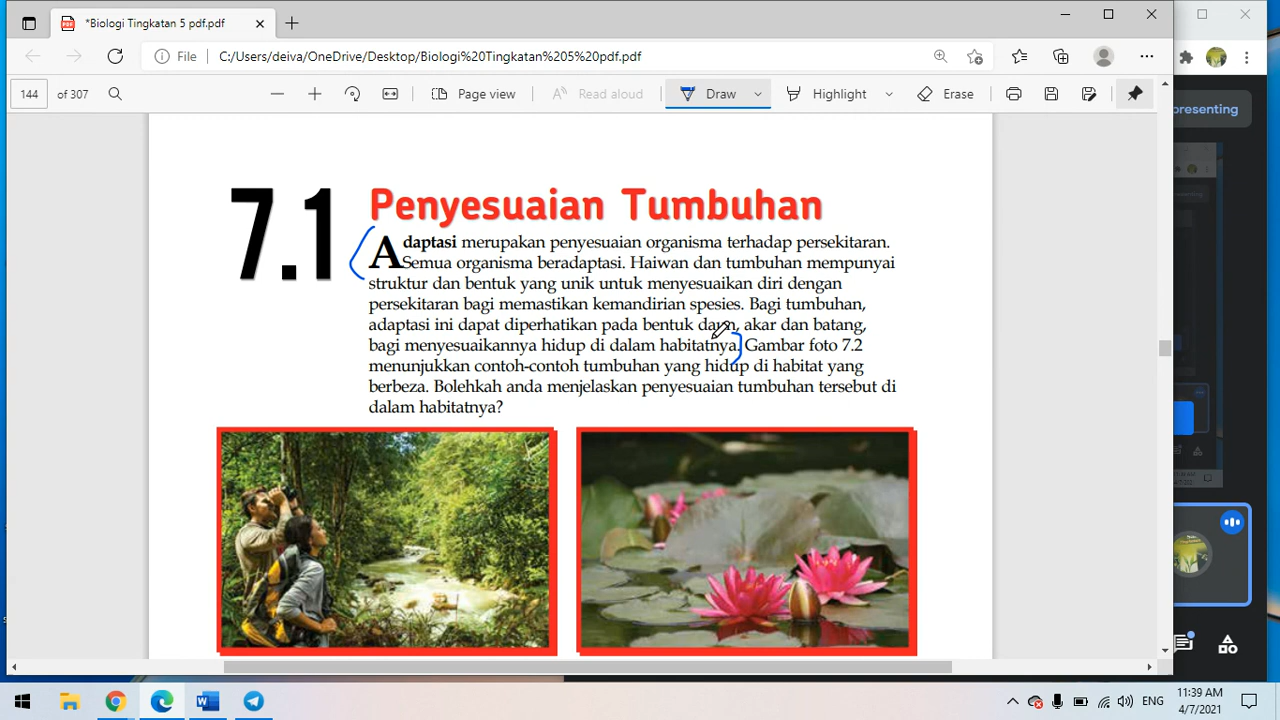 *Biologi Tingkatan 5 pdf.pdf
File C:/Users/deiva/OneDrive/Desktop/Biologi%20Tingkatan%205%20pdf.pdf
144 of 307 Page view Read aloud Draw Highlight Erase
presenting
7.1 Penyesuaian Tumbuhan
Adaptasi merupakan penyesuaian organisma terhadap persekitaran.
Semua organisma beradaptasi. Haiwan dan tumbuhan mempunyai
struktur dan bentuk yang unik untuk menyesuaikan diri dengan
persekitaran bagi memastikan kemandirian spesies. Bagi tumbuhan,
adaptasi ini dapat diperhatikan pada bentuk daun, akar dan batang,
bagi menyesuaikannya hidup di dalam habitatnya. Gambar foto 7.2
menunjukkan contoh-contoh tumbuhan yang hidup di habitat yang
berbeza. Bolehkah anda menjelaskan penyesuaian tumbuhan tersebut di
dalam habitatnya?
ENG
11:39 AM
4/7/2021